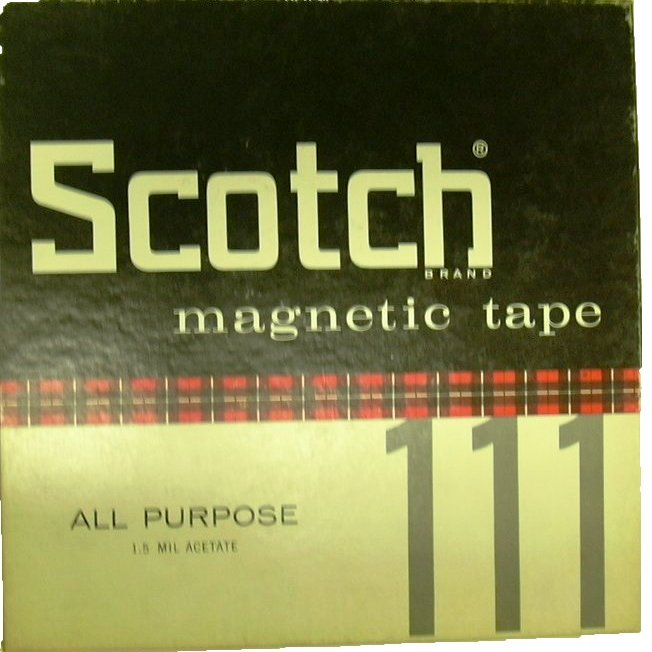 Scotch ®
BRAND
magnetic tape
111
ALL PURPOSE
1.5 MIL ACETATE